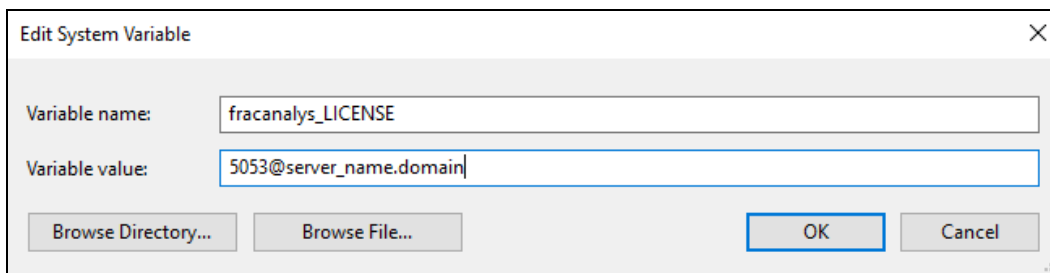 Edit System Variable
Variable name: fracanalys_LICENSE
Variable value: 5053@server_name.domain
Browse Directory... Browse File... OK Cancel